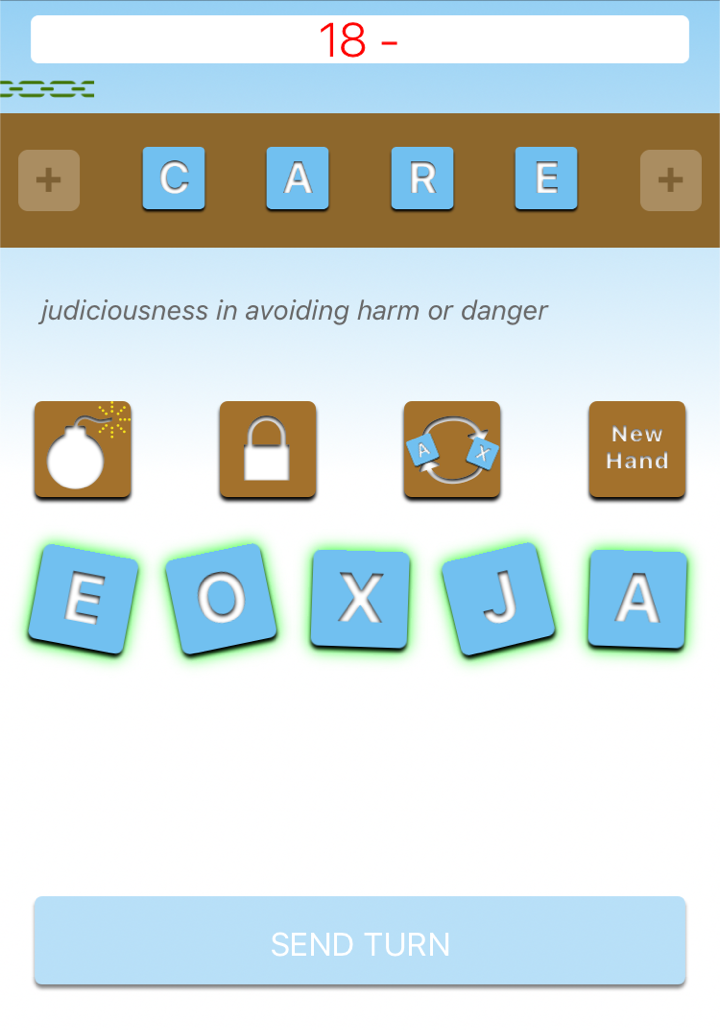 18 -
+ C A R E +
judiciousness in avoiding harm or danger
A X New
Hand
E O X J A
SEND TURN